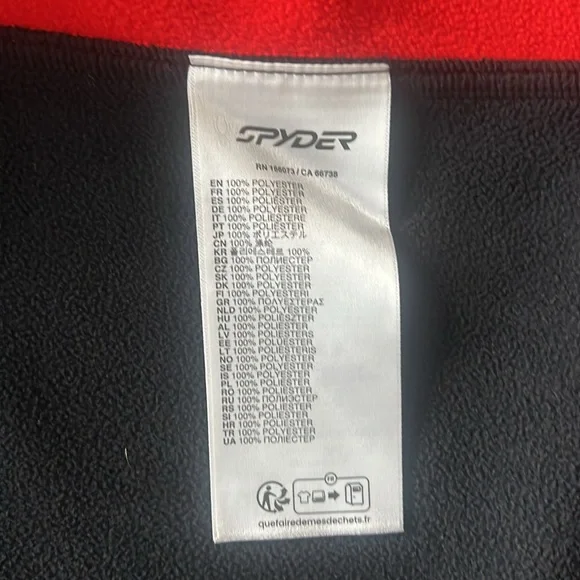 SPYDER
RN 166673 / CA 66738
EN 100% POLYESTER
FR 100% POLYESTER
ES 100% POLIÉSTER
DE 100% POLYESTER
IT 100% POLIESTERE
PT 100% POLIÉSTER
JP 100% ポリエステル
CN 100% 涤纶
KR 폴리에스테르 100%
BG 100% ПОЛИЕСТЕР
CZ 100% POLYESTER
SK 100% POLYESTER
DK 100% POLYESTER
FI 100% POLYESTERI
GR 100% ΠΟΛΥΕΣΤΕΡΑΣ
NLD 100% POLYESTER
HU 100% POLIESZTER
AL 100% POLIESTER
LV 100% POLIESTERS
EE 100% POLÜESTER
LT 100% POLIESTERIS
NO 100% POLYESTER
SE 100% POLYESTER
IS 100% POLYESTER
PL 100% POLIESTER
RO 100% POLIESTER
RU 100% ПОЛИЭСТЕР
RS 100% POLIESTER
SI 100% POLIESTER
HR 100% POLIESTER
TR 100% POLYESTER
UA 100% ПОЛІЕСТЕР
FR
quefairedemesdechets.fr